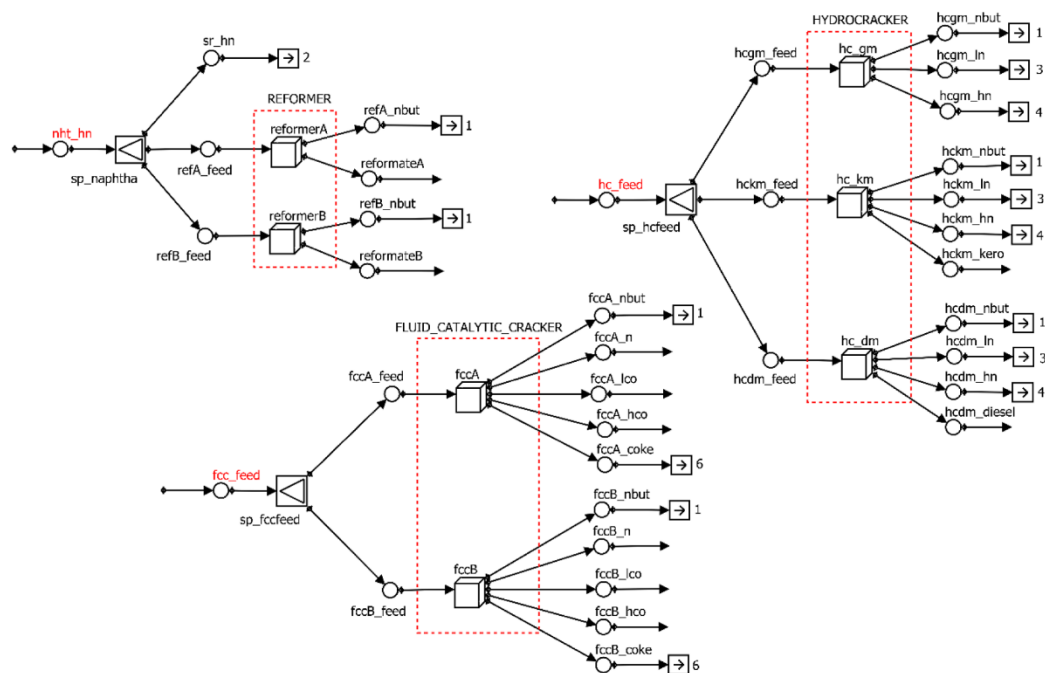 sr_hn
2
REFORMER
nht_hn
sp_naphtha
refA_feed
reformerA
refA_nbut
1
reformateA
refB_feed
reformerB
refB_nbut
1
reformateB
HYDROCRACKER
hc_feed
sp_hcfeed
hcgm_feed
hc_gm
hcgm_nbut
1
hcgm_ln
3
hcgm_hn
4
hckm_feed
hc_km
hckm_nbut
1
hckm_ln
3
hckm_hn
4
hckm_kero
hcdm_feed
hc_dm
hcdm_nbut
1
hcdm_ln
3
hcdm_hn
4
hcdm_diesel
FLUID_CATALYTIC_CRACKER
fcc_feed
sp_fccfeed
fccA_feed
fccA
fccA_nbut
1
fccA_n
fccA_lco
fccA_hco
fccA_coke
6
fccB_feed
fccB
fccB_nbut
1
fccB_n
fccB_lco
fccB_hco
fccB_coke
6